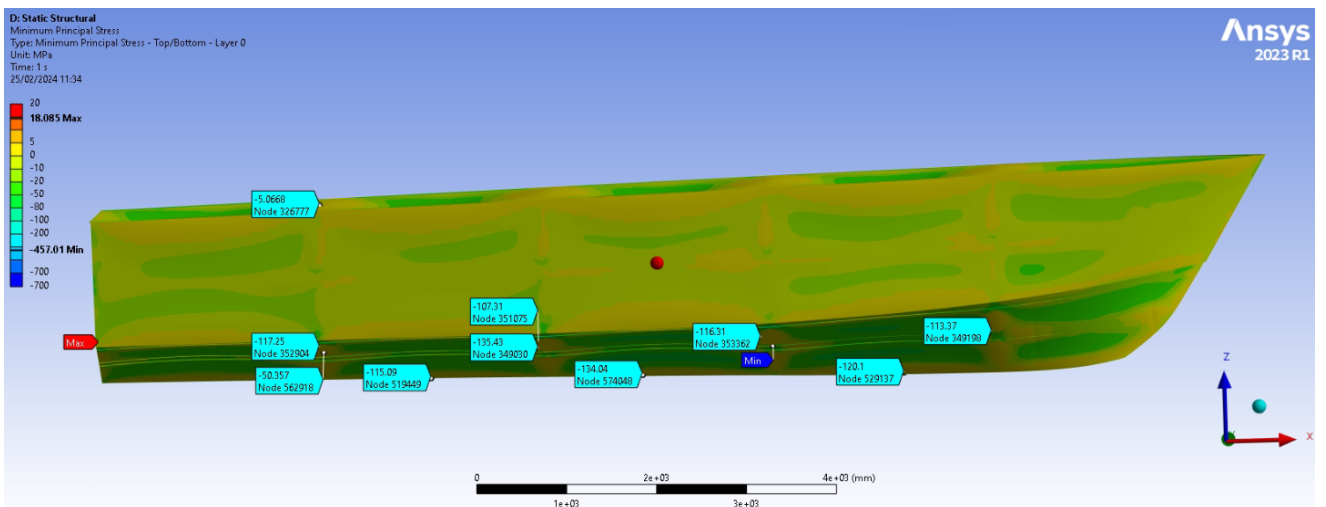 D: Static Structural
Minimum Principal Stress
Type: Minimum Principal Stress - Top/Bottom - Layer 0
Unit: MPa
Time: 1 s
25/02/2024 11:34
Ansys
2023 R1
20
18.085 Max
5
0
-10
-20
-50
-80
-100
-200
-457.01 Min
-700
-700
-5.0668
Node 326777
-107.31
Node 351075
Max
-117.25
Node 352904
-135.43
Node 349030
-116.31
Node 353362
-113.37
Node 349198
Min
-50.357
Node 562918
-115.09
Node 519449
-134.04
Node 574048
-120.1
Node 529137
Z
X
0
2e+03
4e+03 (mm)
1e+03
3e+03